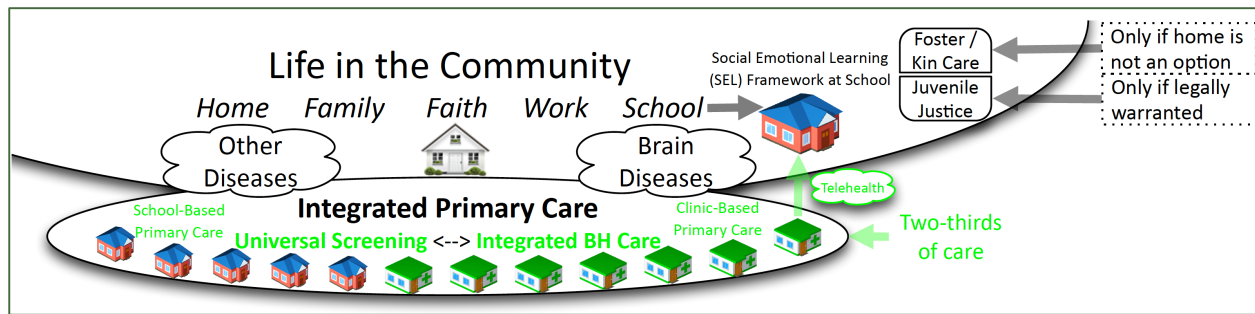 Life in the Community
Home Family Faith Work School
Social Emotional Learning
(SEL) Framework at School
Foster /
Kin Care
Juvenile
Justice
Only if home is
not an option
Only if legally
warranted
Other
Diseases
Brain
Diseases
Telehealth
Integrated Primary Care
School-Based
Primary Care
Clinic-Based
Primary Care
Universal Screening <--> Integrated BH Care
Two-thirds
of care